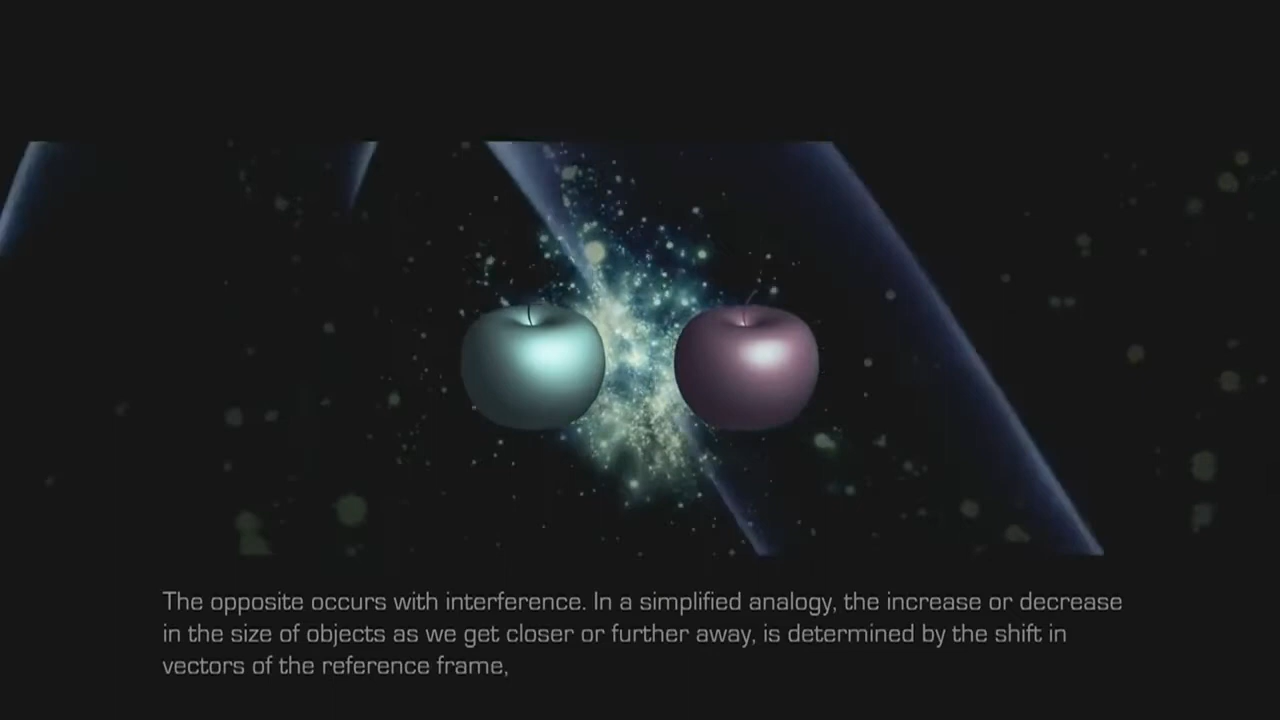 The opposite occurs with interference. In a simplified analogy, the increase or decrease
in the size of objects as we get closer or further away, is determined by the shift in
vectors of the reference frame,